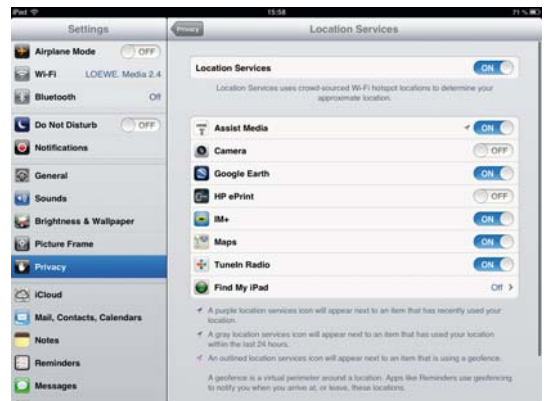 iPad
15:58
71 %
Settings
Airplane Mode OFF
Wi-Fi LOEWE. Media 2.4
Bluetooth Off
Do Not Disturb OFF
Notifications
General
Sounds
Brightness & Wallpaper
Picture Frame
Privacy
iCloud
Mail, Contacts, Calendars
Notes
Reminders
Messages
Privacy
Location Services
Location Services ON
Location Services uses crowd-sourced Wi-Fi hotspot locations to determine your
approximate location.
Assist Media ON
Camera OFF
Google Earth ON
HP ePrint OFF
IM+ ON
Maps ON
TuneIn Radio ON
Find My iPad Off
A purple location services icon will appear next to an item that has recently used your
location.
A gray location services icon will appear next to an item that has used your location
within the last 24 hours.
An outlined location services icon will appear next to an item that is using a geofence.
A geofence is a virtual perimeter around a location. Apps like Reminders use geofencing
to notify you when you arrive at, or leave, these locations.